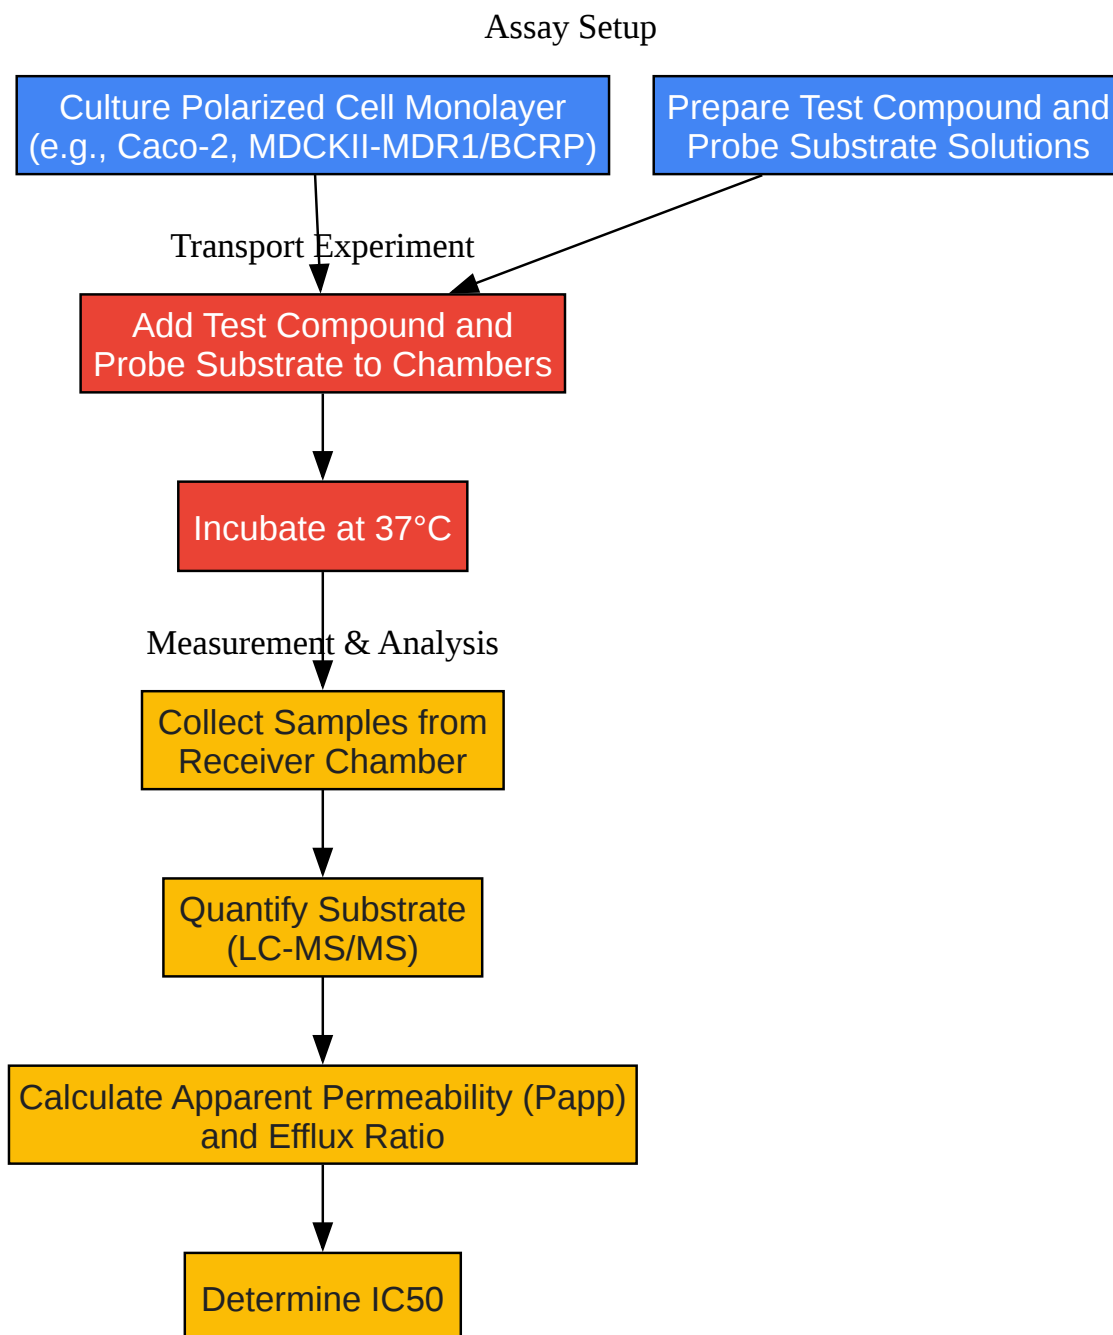 Assay Setup
Culture Polarized Cell Monolayer
(e.g., Caco-2, MDCKII-MDR1/BCRP)
Prepare Test Compound and
Probe Substrate Solutions
Transport Experiment
Add Test Compound and
Probe Substrate to Chambers
Incubate at 37°C
Measurement & Analysis
Collect Samples from
Receiver Chamber
Quantify Substrate
(LC-MS/MS)
Calculate Apparent Permeability (Papp)
and Efflux Ratio
Determine IC50